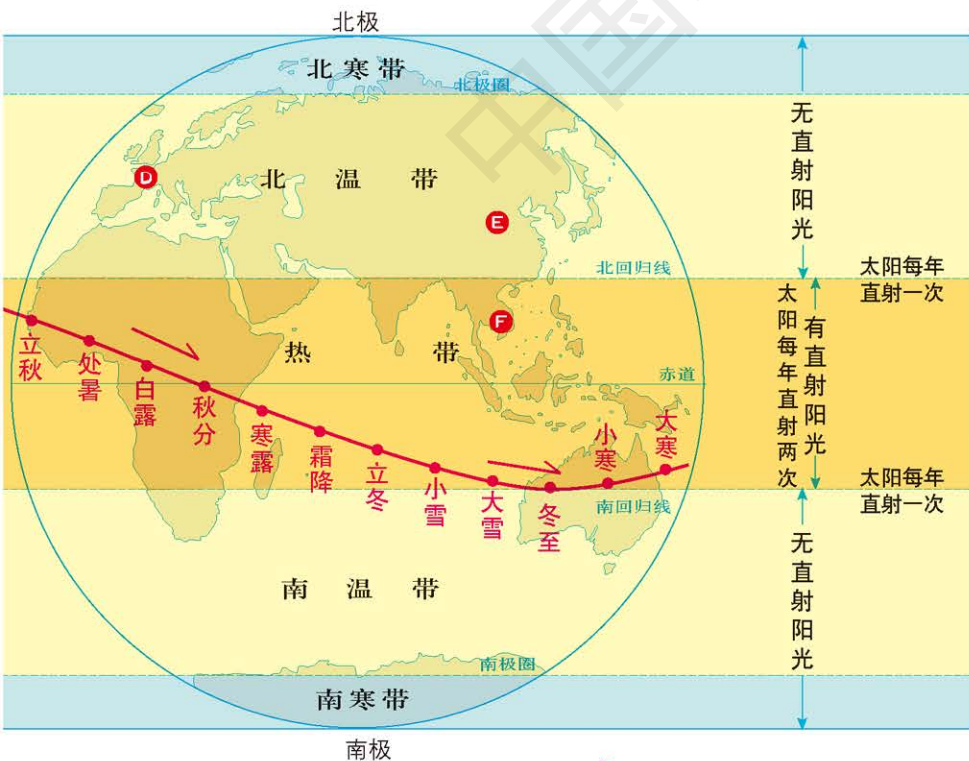 北极
北寒带
北极圈
无直射阳光
D
北温带
E
北回归线
太阳每年
直射一次
太阳每年直射两次
有直射阳光
F
热带
赤道
立秋
处暑
白露
秋分
寒露
霜降
立冬
小雪
大雪
冬至
小寒
大寒
太阳每年
直射一次
南回归线
无直射阳光
南温带
南极圈
南寒带
南极
中国